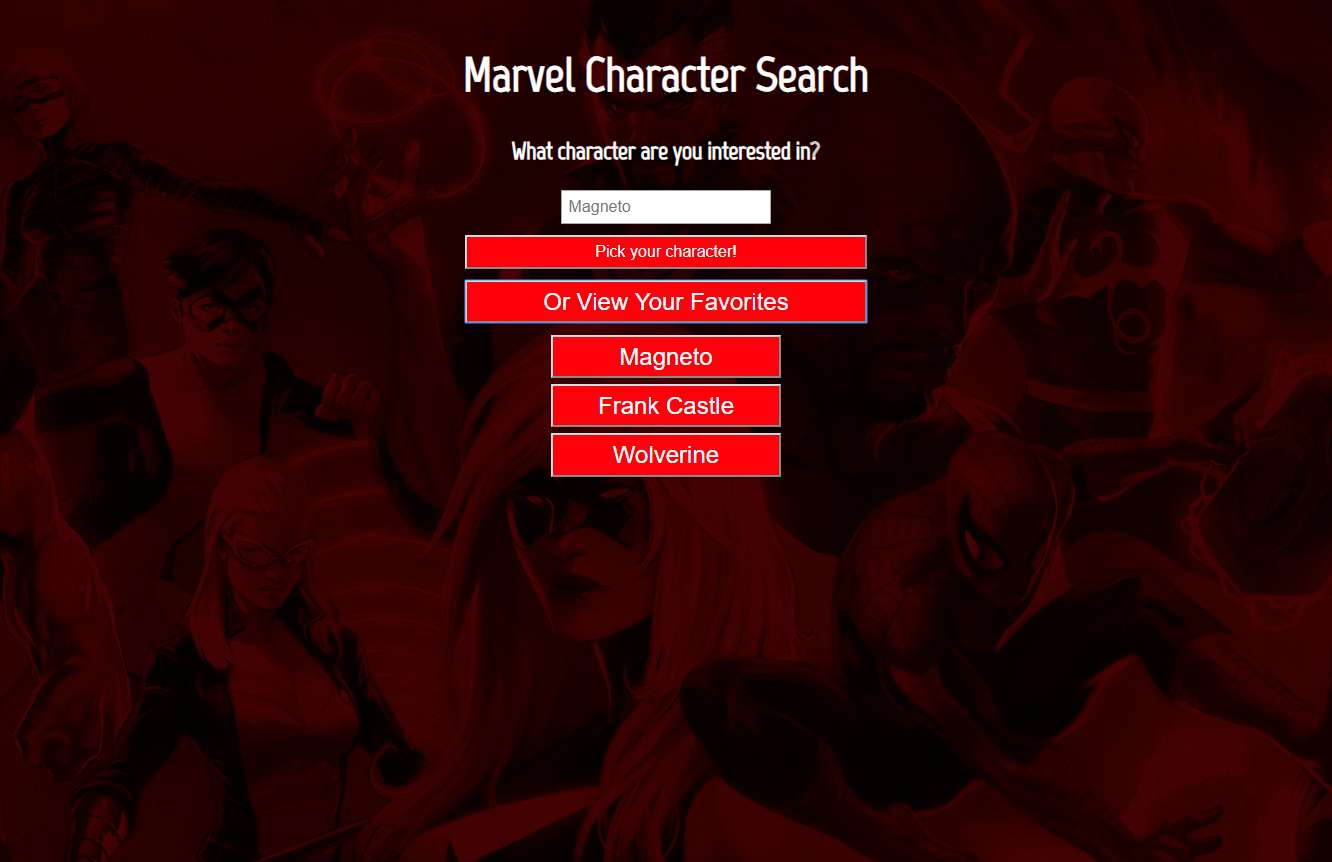 Marvel Character Search
What character are you interested in?
Magneto
Pick your character!
Or View Your Favorites
Magneto
Frank Castle
Wolverine